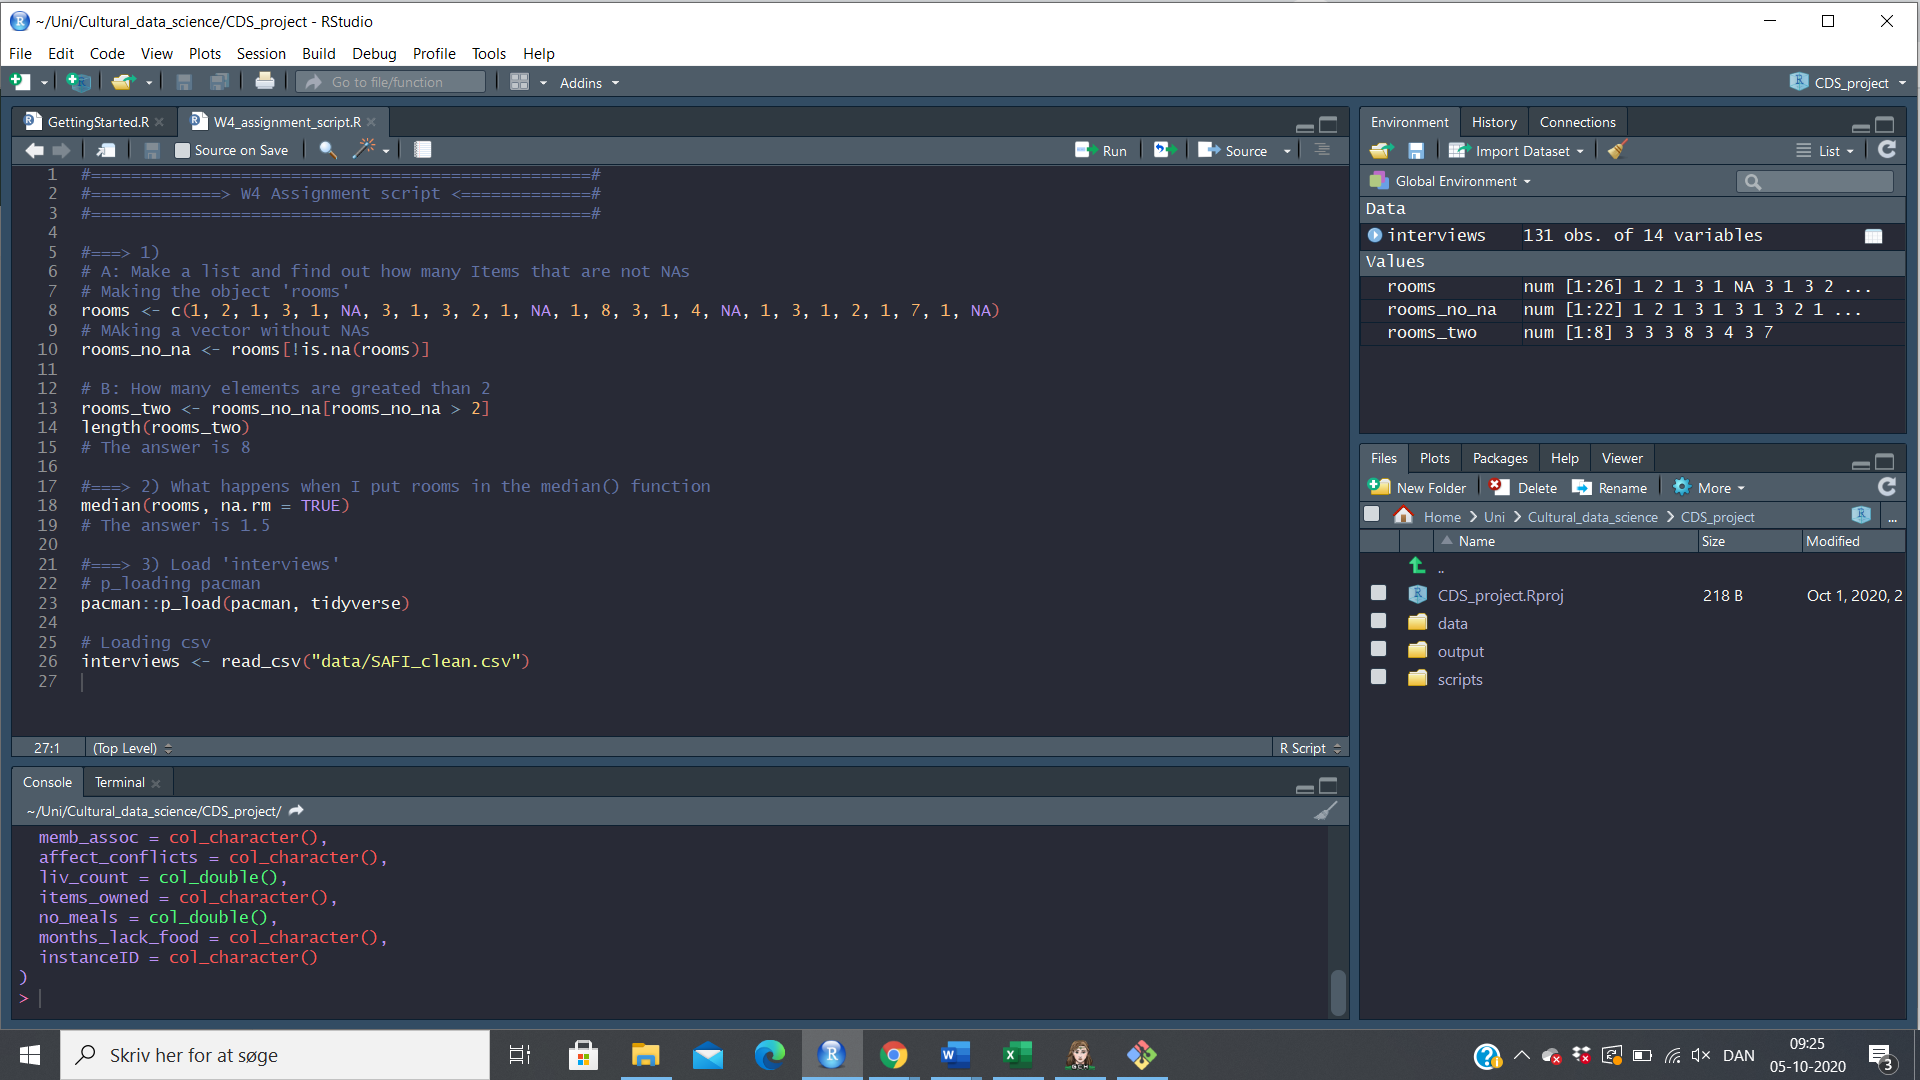 ~/Uni/Cultural_data_science/CDS_project - RStudio
File Edit Code View Plots Session Build Debug Profile Tools Help
Go to file/function Addins CDS_project
GettingStarted.R W4_assignment_script.R
Source on Save Run Source
1 #==================================================#
2 #=============> W4 Assignment script <=============#
3 #==================================================#
4
5 #===> 1)
6 # A: Make a list and find out how many Items that are not NAs
7 # Making the object 'rooms'
8 rooms <- c(1, 2, 1, 3, 1, NA, 3, 1, 3, 2, 1, NA, 1, 8, 3, 1, 4, NA, 1, 3, 1, 2, 1, 7, 1, NA)
9 # MAking a vector without NAs
10 rooms_no_na <- rooms[!is.na(rooms)]
11
12 # B: How many elements are greated than 2
13 rooms_two <- rooms_no_na[rooms_no_na > 2]
14 length(rooms_two)
15 # The answer is 8
16
17 #===> 2) What happens when I put rooms in the median() function
18 median(rooms, na.rm = TRUE)
19 # The answer is 1.5
20
21 #===> 3) Load 'interviews'
22 # p_loading pacman
23 pacman::p_load(pacman, tidyverse)
24
25 # Loading csv
26 interviews <- read_csv("data/SAFI_clean.csv")
27
27:1 (Top Level) R Script
Console Terminal
~/Uni/Cultural_data_science/CDS_project/
memb_assoc = col_character(),
affect_conflicts = col_character(),
liv_count = col_double(),
items_owned = col_character(),
no_meals = col_double(),
months_lack_food = col_character(),
instanceID = col_character()
)
>
Environment History Connections
Import Dataset List
Global Environment
Data
interviews 131 obs. of 14 variables
Values
rooms num [1:26] 1 2 1 3 1 NA 3 1 3 2 ...
rooms_no_na num [1:22] 1 2 1 3 1 3 1 3 2 1 ...
rooms_two num [1:8] 3 3 3 8 3 4 3 7
Files Plots Packages Help Viewer
New Folder Delete Rename More
Home Uni Cultural_data_science CDS_project ...
Name Size Modified
..
CDS_project.Rproj 218 B Oct 1, 2020, 2
data
output
scripts
Skriv her for at søge
DAN
09:25
05-10-2020
3